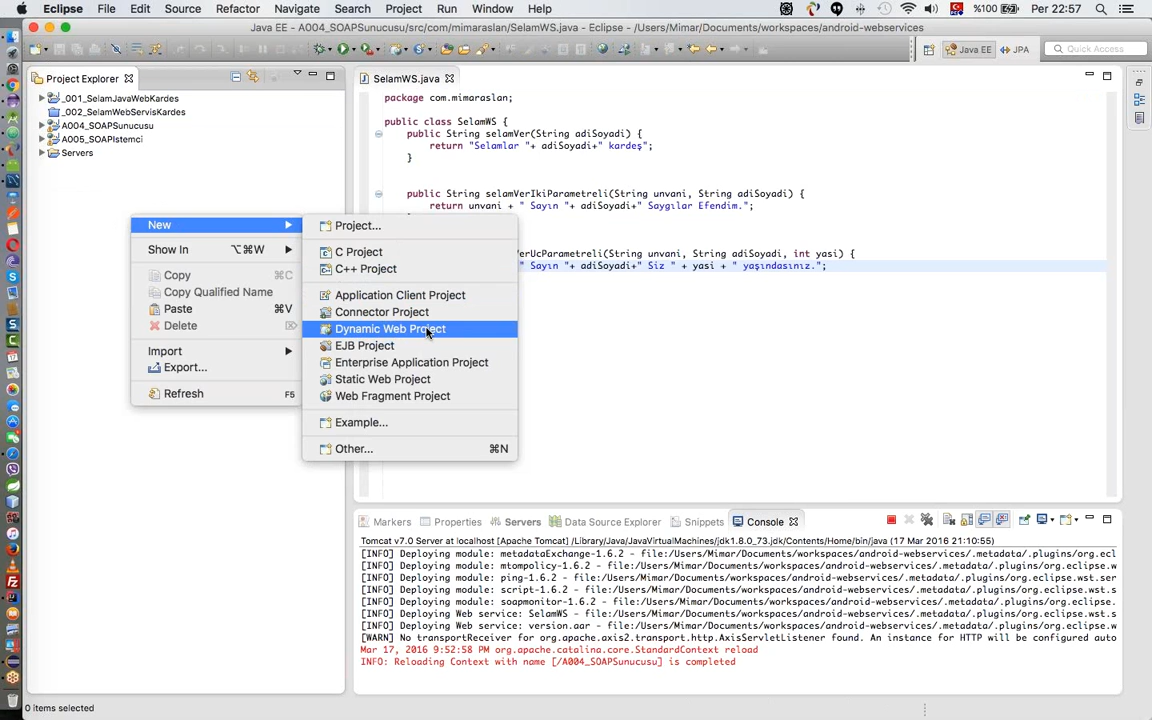 Eclipse File Edit Source Refactor Navigate Search Project Run Window Help %100 Per 22:57
Java EE - A004_SOAPSunucusu/src/com/mimaraslan/SelamWS.java - Eclipse - /Users/Mimar/Documents/workspaces/android-webservices
Java EE JPA Quick Access
Project Explorer
_001_SelamJavaWebKardes
_002_SelamWebServisKardes
A004_SOAPSunucusu
A005_SOAPIstemci
Servers
New
Show In ⌥⌘W
Copy ⌘C
Copy Qualified Name
Paste ⌘V
Delete
Import
Export...
Refresh F5
Project...
C Project
C++ Project
Application Client Project
Connector Project
Dynamic Web Project
EJB Project
Enterprise Application Project
Static Web Project
Web Fragment Project
Example...
Other... ⌘N
SelamWS.java
package com.mimaraslan;
public class SelamWS {
public String selamVer(String adiSoyadi) {
return "Selamlar "+ adiSoyadi+" kardeş";
}
public String selamVerIkiParametreli(String unvani, String adiSoyadi) {
return unvani + " Sayın "+ adiSoyadi+" Saygılar Efendim.";
erUcParametreli(String unvani, String adiSoyadi, int yasi) {
" Sayın "+ adiSoyadi+" Siz " + yasi + " yaşındasınız.";
Markers Properties Servers Data Source Explorer Snippets Console
Tomcat v7.0 Server at localhost [Apache Tomcat] /Library/Java/JavaVirtualMachines/jdk1.8.0_73.jdk/Contents/Home/bin/java (17 Mar 2016 21:10:55)
[INFO] Deploying module: metadataExchange-1.6.2 - file:/Users/Mimar/Documents/workspaces/android-webservices/.metadata/.plugins/org.ecl
[INFO] Deploying module: mtompolicy-1.6.2 - file:/Users/Mimar/Documents/workspaces/android-webservices/.metadata/.plugins/org.eclipse.w
[INFO] Deploying module: ping-1.6.2 - file:/Users/Mimar/Documents/workspaces/android-webservices/.metadata/.plugins/org.eclipse.wst.ser
[INFO] Deploying module: script-1.6.2 - file:/Users/Mimar/Documents/workspaces/android-webservices/.metadata/.plugins/org.eclipse.wst.s
[INFO] Deploying module: soapmonitor-1.6.2 - file:/Users/Mimar/Documents/workspaces/android-webservices/.metadata/.plugins/org.eclipse.
[INFO] Deploying Web service: SelamWS - file:/Users/Mimar/Documents/workspaces/android-webservices/.metadata/.plugins/org.eclipse.wst.s
[INFO] Deploying Web service: version.aar - file:/Users/Mimar/Documents/workspaces/android-webservices/.metadata/.plugins/org.eclipse.w
[WARN] No transportReceiver for org.apache.axis2.transport.http.AxisServletListener found. An instance for HTTP will be configured auto
Mar 17, 2016 9:52:58 PM org.apache.catalina.core.StandardContext reload
INFO: Reloading Context with name [/A004_SOAPSunucusu] is completed
0 items selected